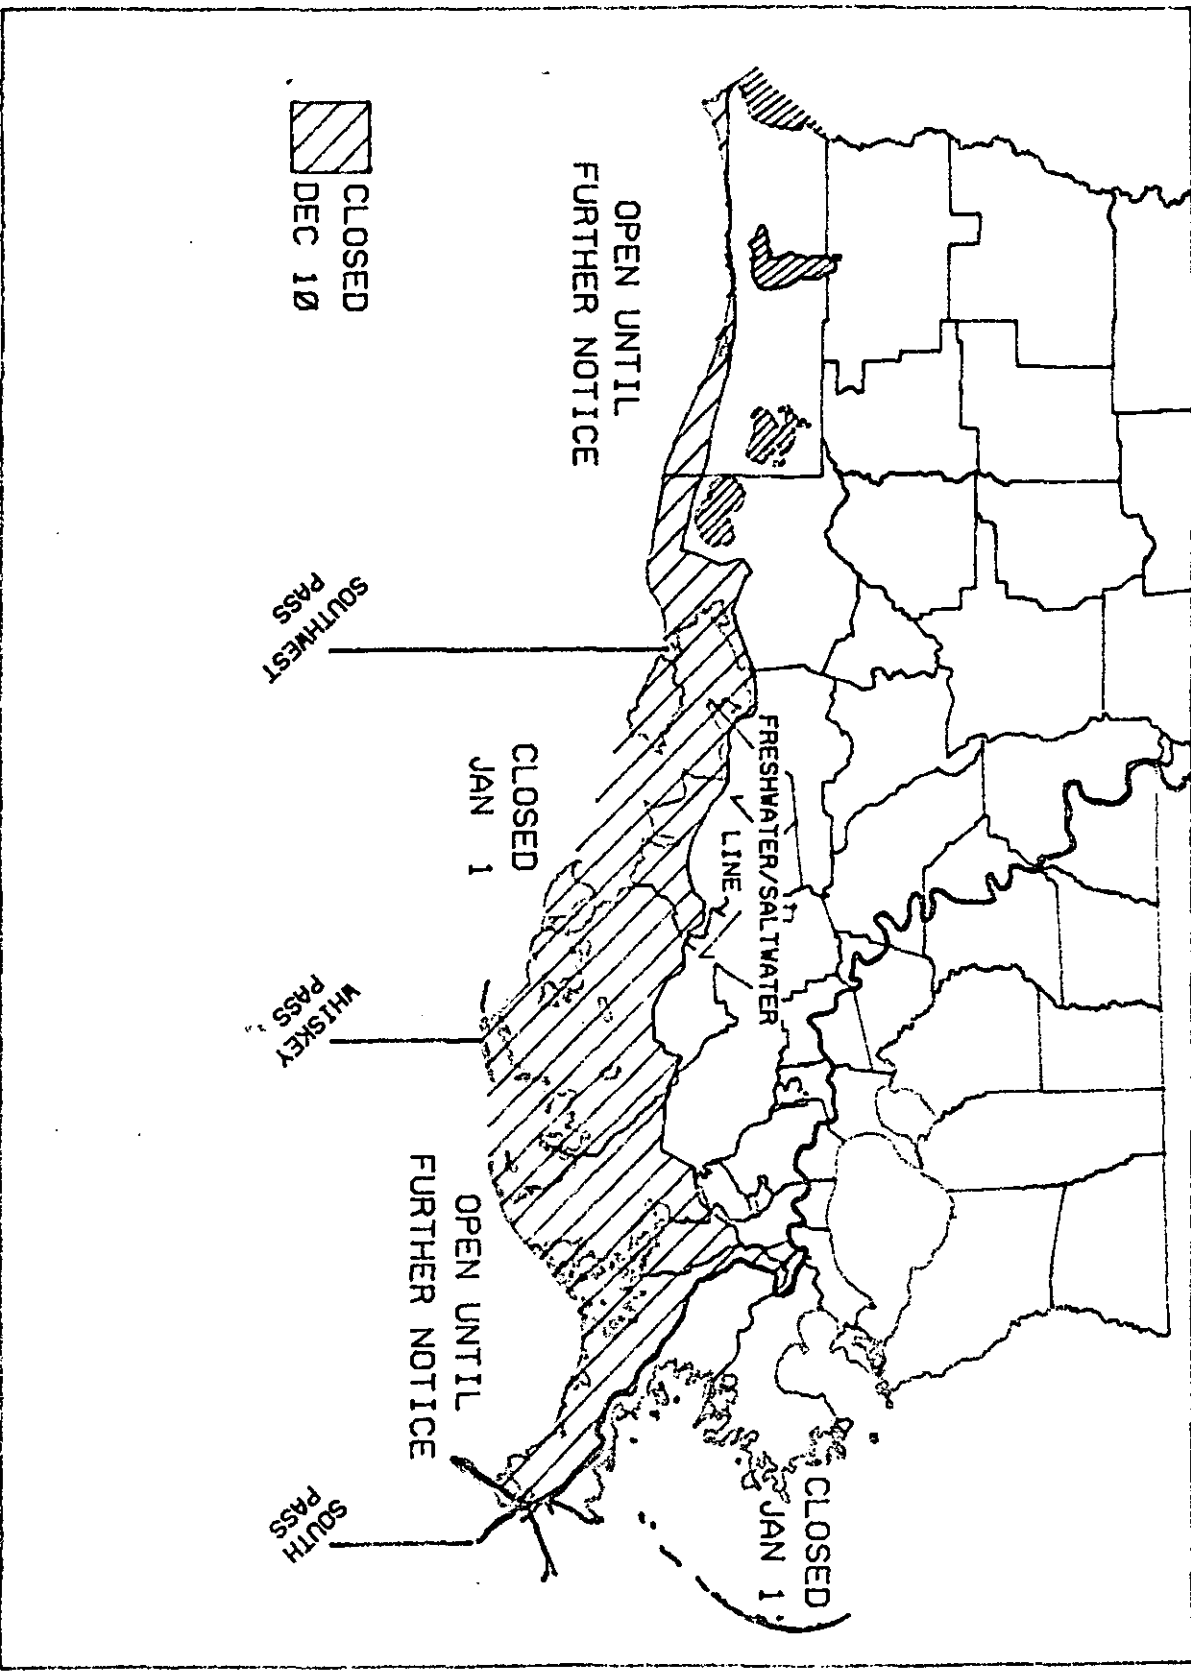 FRESHWATER/SALTWATER
LINE
CLOSED
JAN 1
OPEN UNTIL
FURTHER NOTICE
CLOSED
JAN 1
OPEN UNTIL
FURTHER NOTICE
CLOSED
DEC 10
SOUTHWEST
PASS
WHISKEY
PASS
SOUTH
PASS